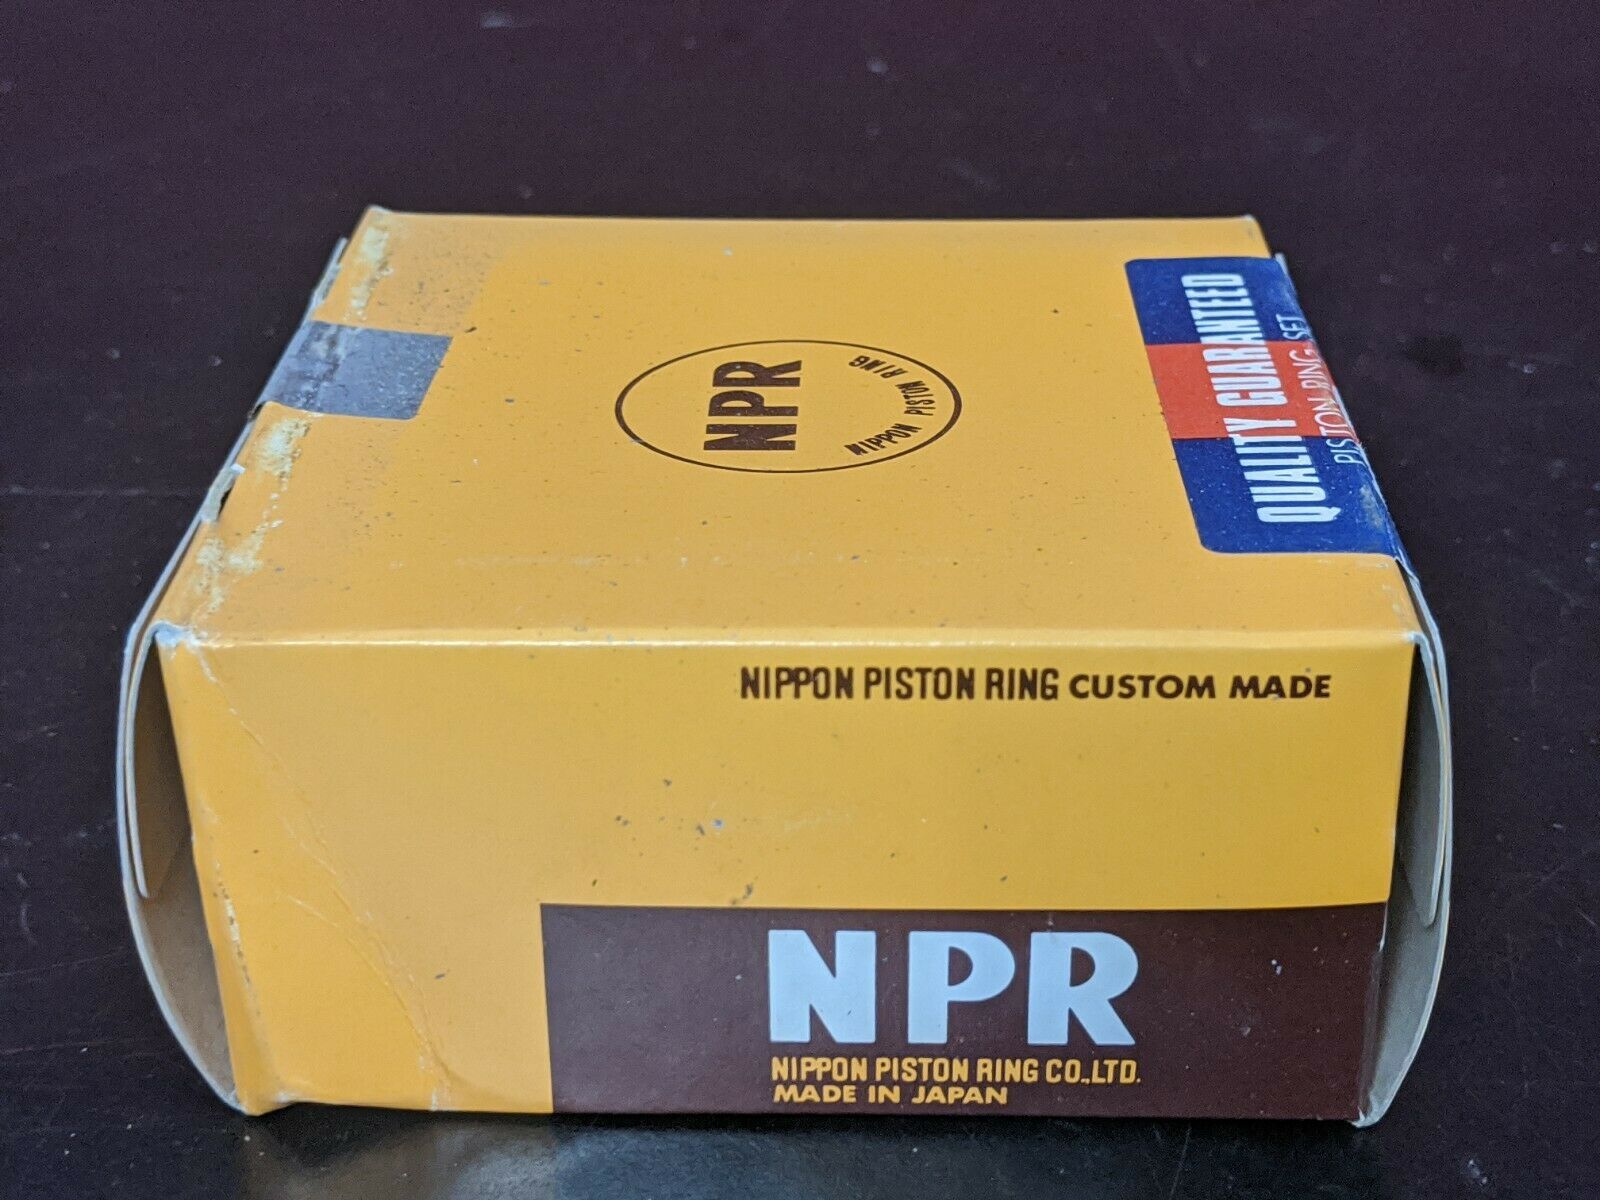 NPR
NIPPON PISTON RING
QUALITY GUARANTEED
PISTON RING SET
NIPPON PISTON RING CUSTOM MADE
NPR
NIPPON PISTON RING CO.,LTD.
MADE IN JAPAN